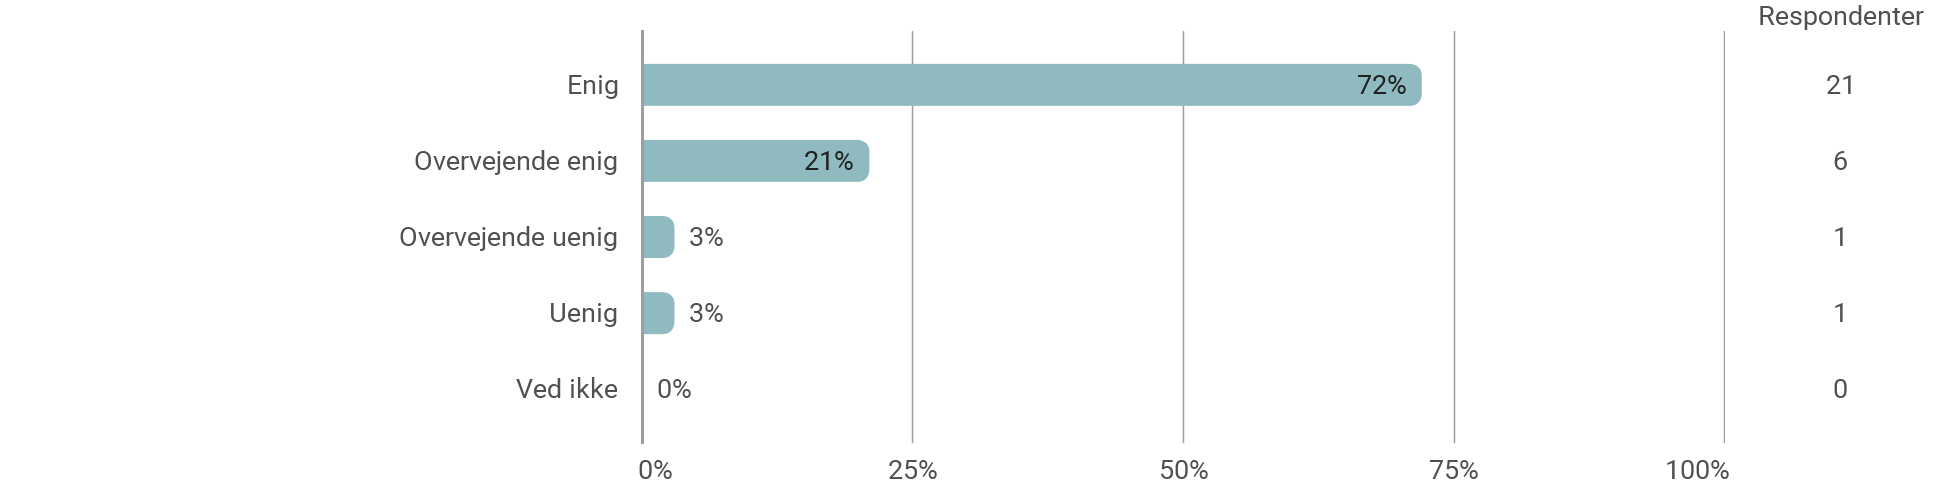 Respondenter
Enig 72% 21
Overvejende enig 21% 6
Overvejende uenig 3% 1
Uenig 3% 1
Ved ikke 0% 0
0% 25% 50% 75% 100%